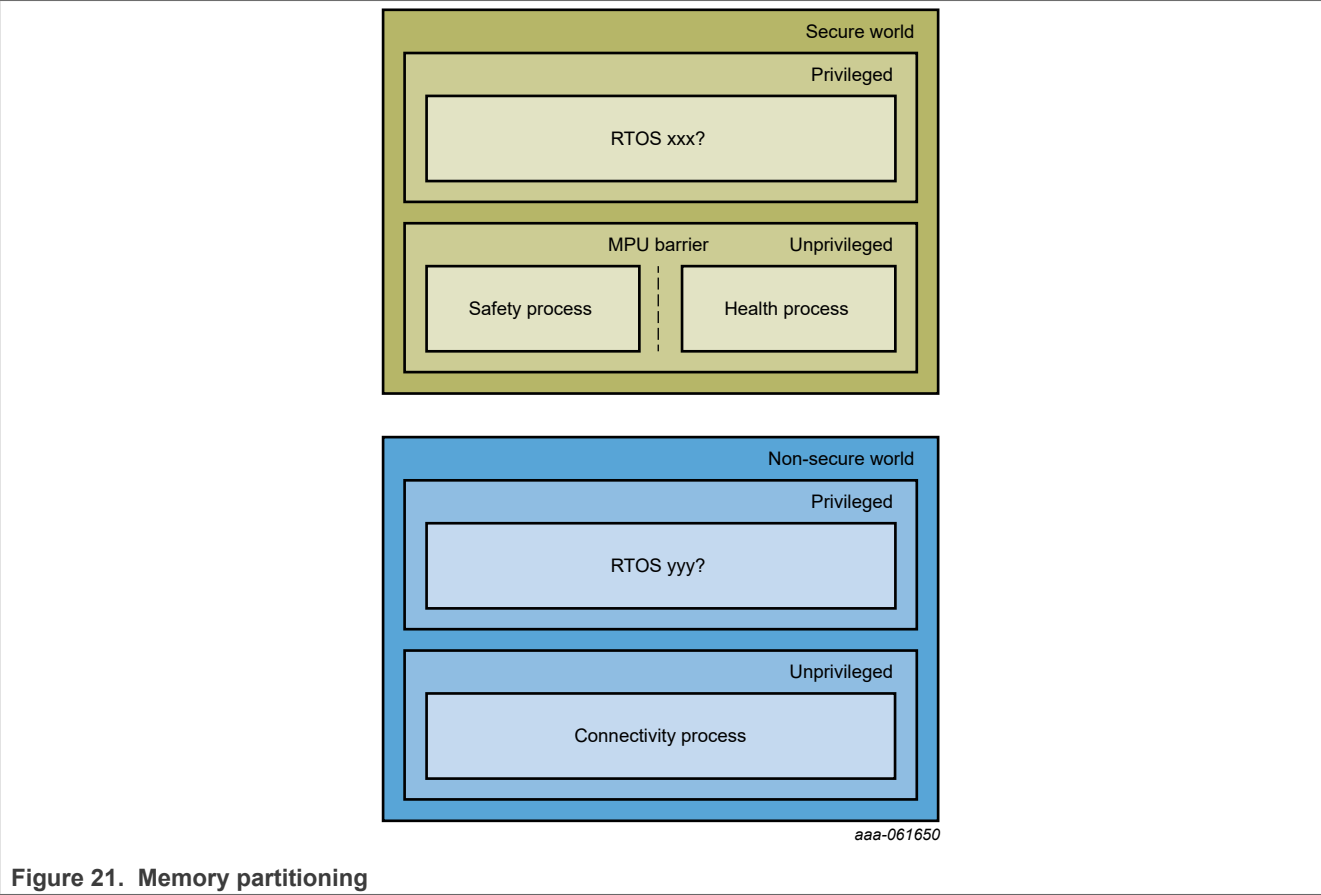 Secure world
Privileged
RTOS xxx?
MPU barrier Unprivileged
Safety process Health process
Non-secure world
Privileged
RTOS yyy?
Unprivileged
Connectivity process
aaa-061650
Figure 21. Memory partitioning